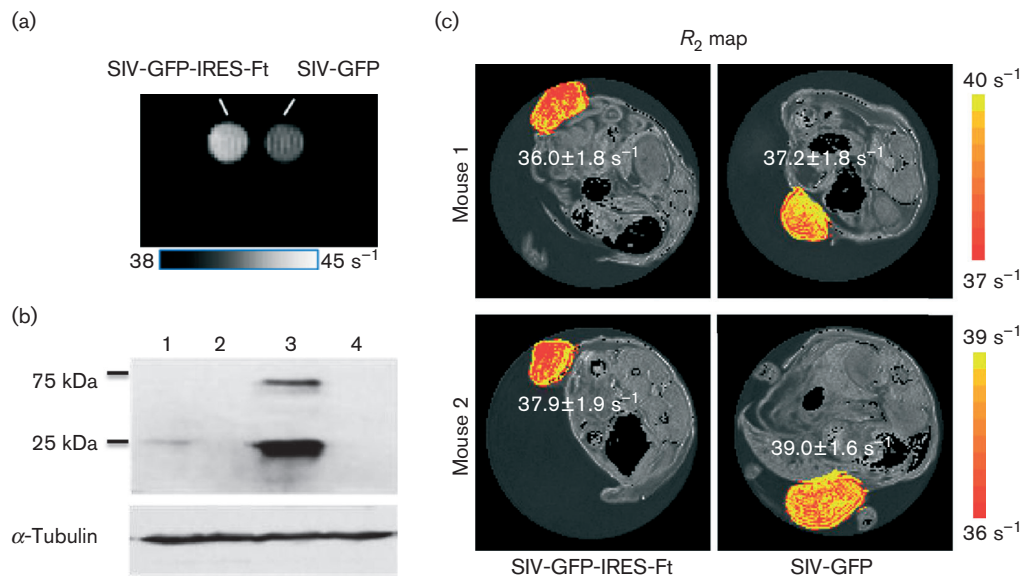 (a)
SIV-GFP-IRES-Ft SIV-GFP
38 45 s⁻¹
(b)
1 2 3 4
75 kDa
25 kDa
α-Tubulin
(c)
R₂ map
Mouse 1
36.0±1.8 s⁻¹
37.2±1.8 s⁻¹
40 s⁻¹
37 s⁻¹
Mouse 2
37.9±1.9 s⁻¹
39.0±1.6 s⁻¹
39 s⁻¹
36 s⁻¹
SIV-GFP-IRES-Ft SIV-GFP